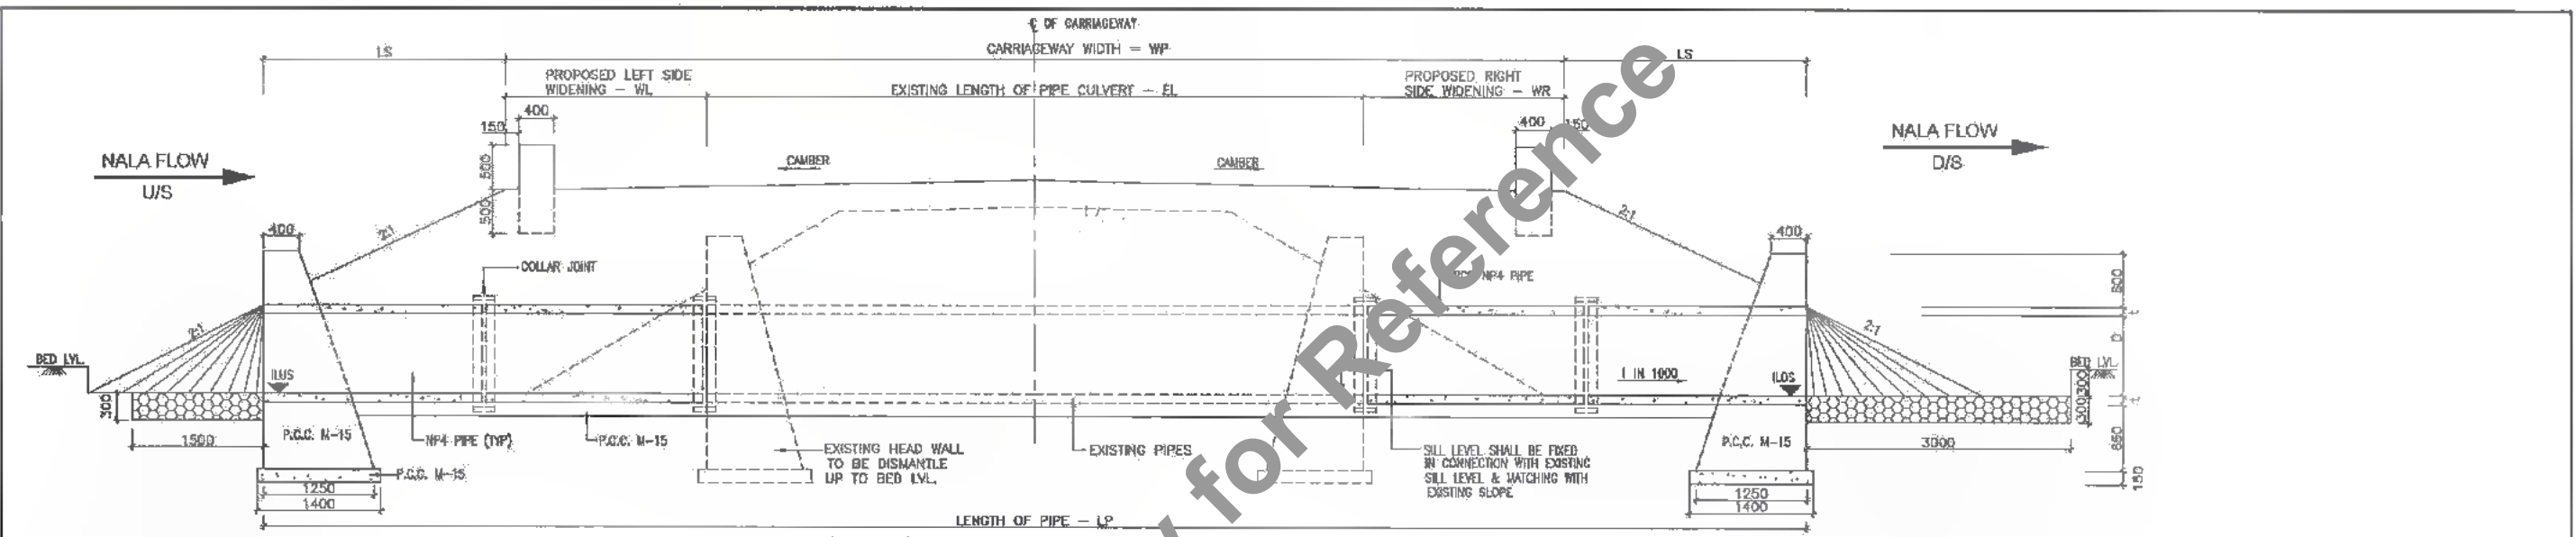 ℄ OF CARRIAGEWAY
LS
CARRIAGEWAY WIDTH = WP
LS
PROPOSED LEFT SIDE
WIDENING - WL
EXISTING LENGTH OF PIPE CULVERT - EL
PROPOSED RIGHT
SIDE WIDENING - WR
400
150
400
150
NALA FLOW
U/S
NALA FLOW
D/S
500
500
CAMBER
CAMBER
2:1
2:1
400
400
COLLAR JOINT
NP4 PIPE
600
2:1
2:1
D
BED LVL.
BED LVL.
ILUS
1 IN 1000
ILDS
300
300
300
1500
P.C.C. M-15
NP4 PIPE (TYP)
P.C.C. M-15
EXISTING HEAD WALL
TO BE DISMANTLE
UP TO BED LVL.
EXISTING PIPES
SILL LEVEL SHALL BE FIXED
IN CONNECTION WITH EXISTING
SILL LEVEL & MATCHING WITH
EXISTING SLOPE
P.C.C. M-15
3000
850
150
P.C.C. M-15
1250
1400
1250
1400
LENGTH OF PIPE - LP
for Reference